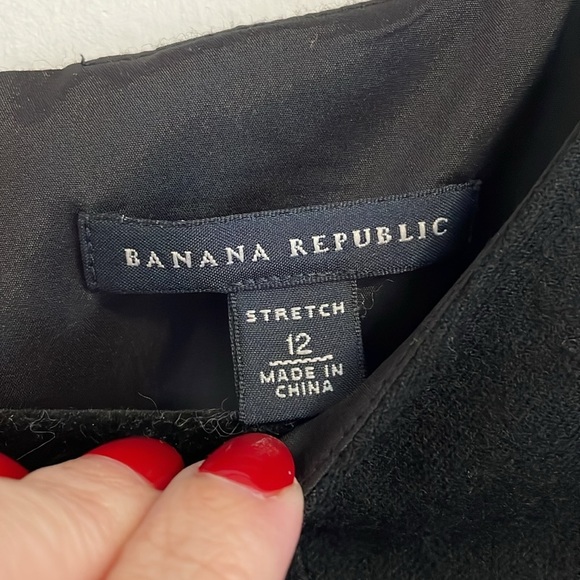 BANANA REPUBLIC
STRETCH
12
MADE IN
CHINA